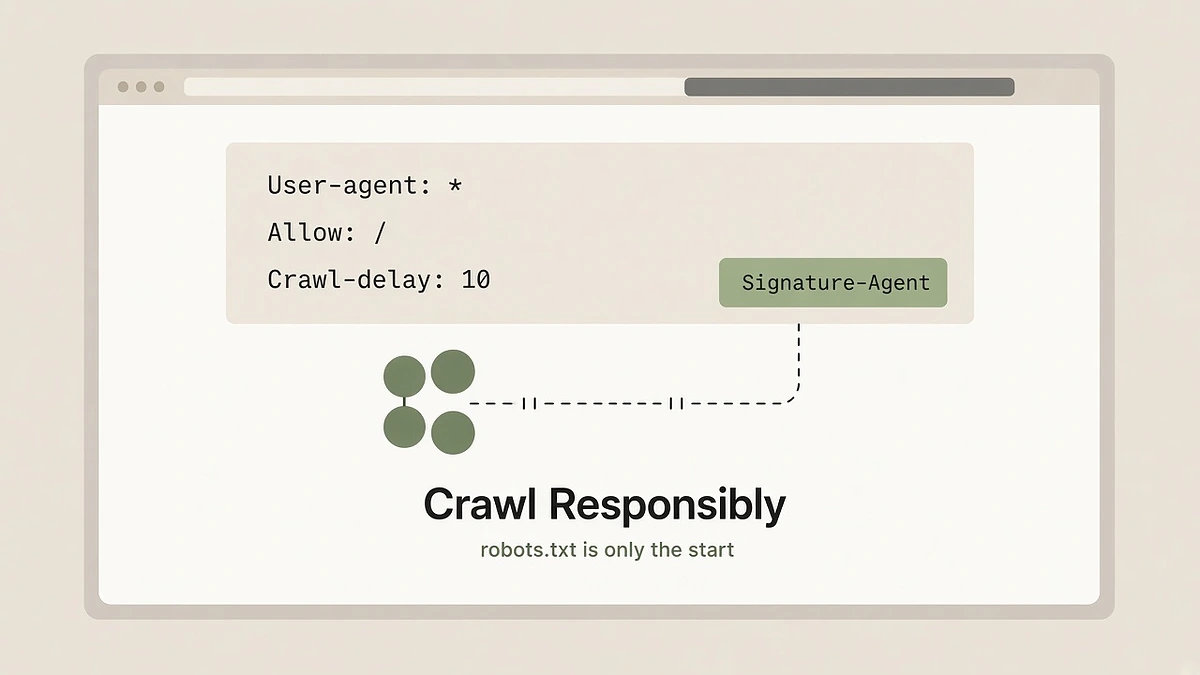 User-agent: *
Allow: /
Crawl-delay: 10
Signature-Agent
Crawl Responsibly
robots.txt is only the start